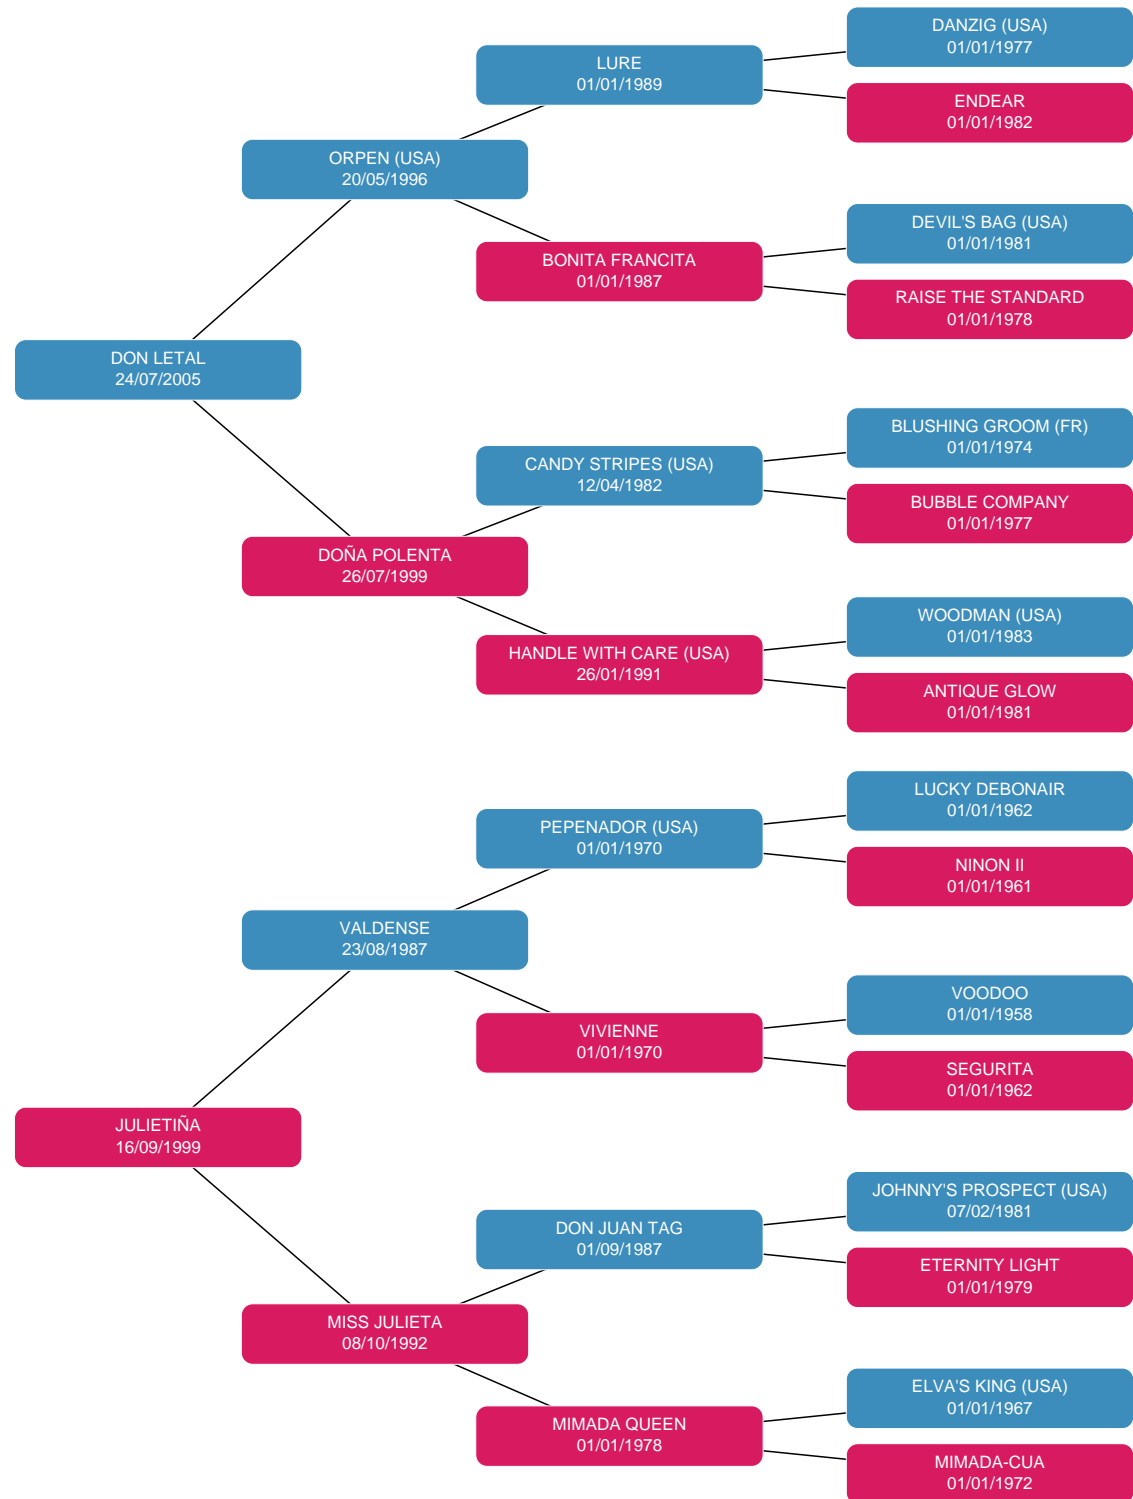 DANZIG (USA)
01/01/1977
LURE
01/01/1989
ENDEAR
01/01/1982
ORPEN (USA)
20/05/1996
DEVIL'S BAG (USA)
01/01/1981
BONITA FRANCITA
01/01/1987
RAISE THE STANDARD
01/01/1978
DON LETAL
24/07/2005
BLUSHING GROOM (FR)
01/01/1974
CANDY STRIPES (USA)
12/04/1982
BUBBLE COMPANY
01/01/1977
DOÑA POLENTA
26/07/1999
WOODMAN (USA)
01/01/1983
HANDLE WITH CARE (USA)
26/01/1991
ANTIQUE GLOW
01/01/1981
LUCKY DEBONAIR
01/01/1962
PEPENADOR (USA)
01/01/1970
NINON II
01/01/1961
VALDENSE
23/08/1987
VOODOO
01/01/1958
VIVIENNE
01/01/1970
SEGURITA
01/01/1962
JULIETIÑA
16/09/1999
JOHNNY'S PROSPECT (USA)
07/02/1981
DON JUAN TAG
01/09/1987
ETERNITY LIGHT
01/01/1979
MISS JULIETA
08/10/1992
ELVA'S KING (USA)
01/01/1967
MIMADA QUEEN
01/01/1978
MIMADA-CUA
01/01/1972